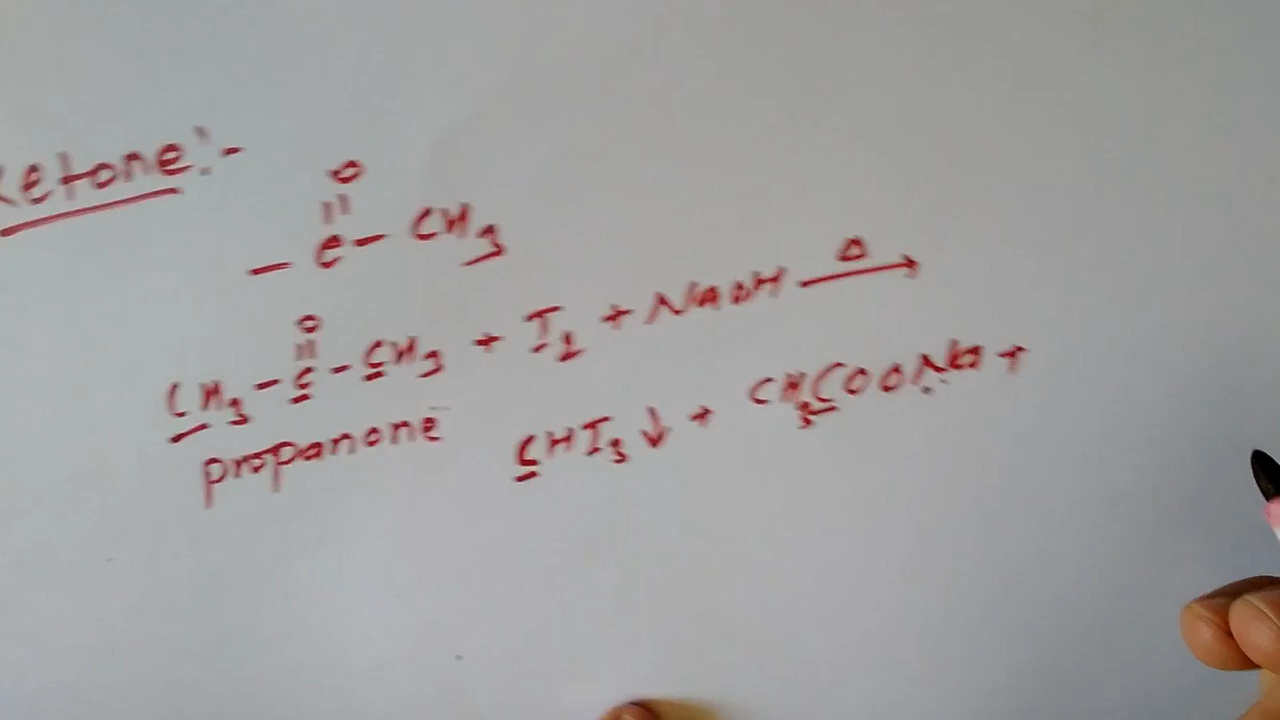 Ketone:-
O
||
- C - CH3
O
||
CH3 - C - CH3 + I2 + NaOH △→
propanone
CHI3↓ + CH3COONa +